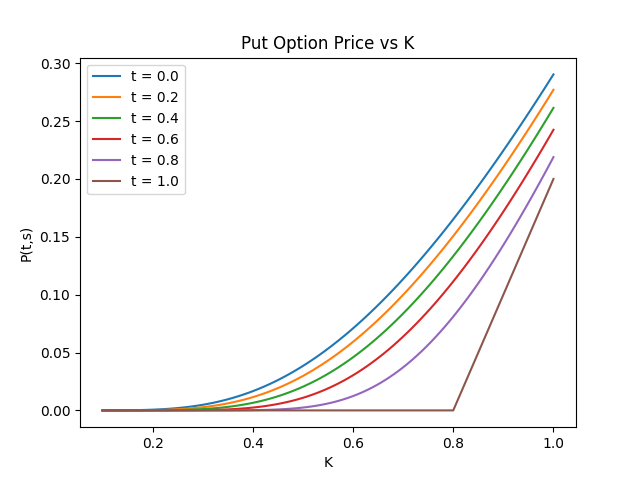 Put Option Price vs K
t = 0.0
t = 0.2
t = 0.4
t = 0.6
t = 0.8
t = 1.0
0.30
0.25
0.20
0.15
0.10
0.05
0.00
P(t,s)
0.2 0.4 0.6 0.8 1.0
K